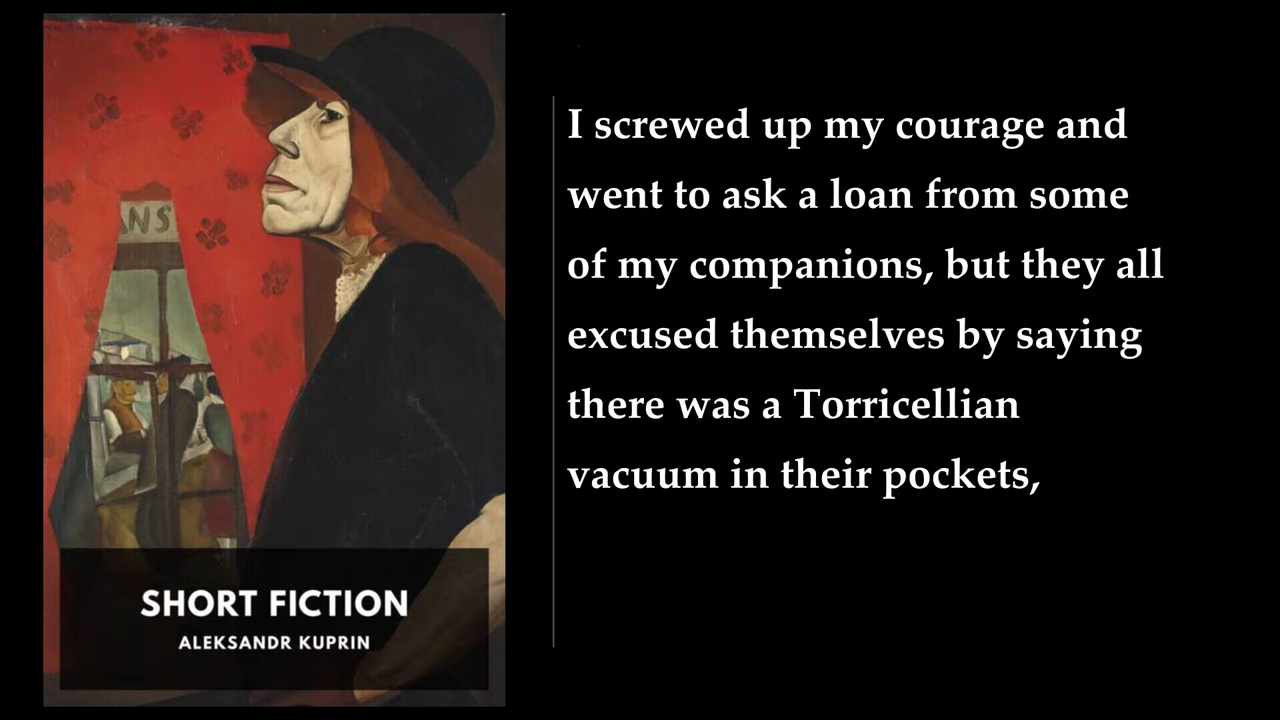 ANS
SHORT FICTION
ALEKSANDR KUPRIN
I screwed up my courage and
went to ask a loan from some
of my companions, but they all
excused themselves by saying
there was a Torricellian
vacuum in their pockets,